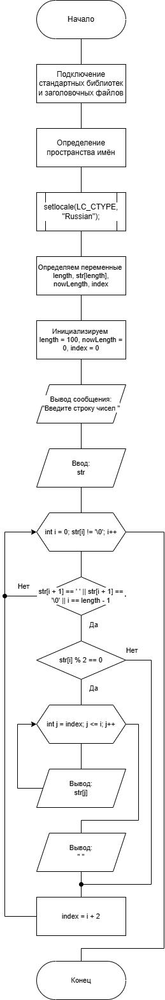 Начало
Подключение
стандартных библиотек
и заголовочных файлов
Определение
пространства имён
setlocale(LC_CTYPE,
"Russian");
Определяем переменные
length, str[length],
nowLength, index
Инициализируем
length = 100, nowLength =
0, index = 0
Вывод сообщения:
"Введите строку чисел "
Ввод:
str
int i = 0; str[i] != '\0'; i++
Нет
str[i + 1] == ' ' || str[i + 1] ==
'\0' || i == length - 1
Да
Нет
str[i] % 2 == 0
Да
int j = index; j <= i; j++
Вывод:
str[j]
Вывод:
" "
index = i + 2
Конец